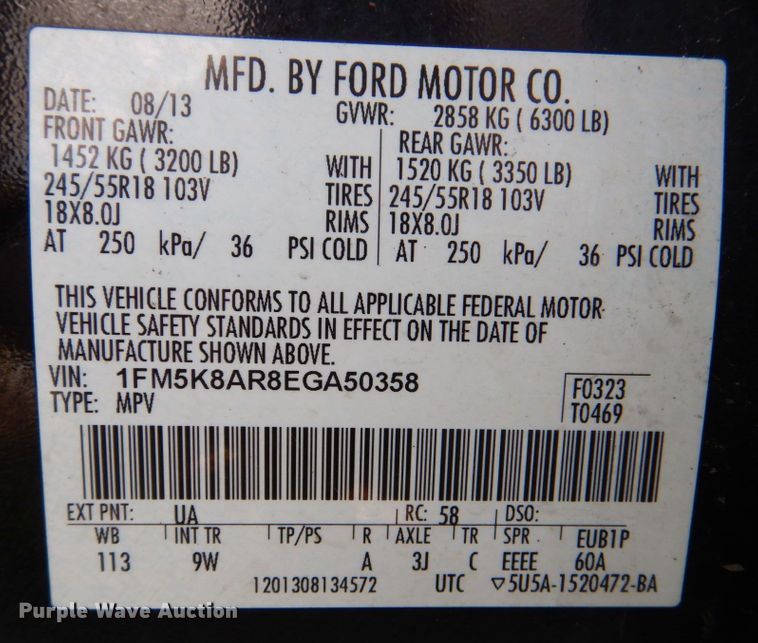 MFD. BY FORD MOTOR CO.
DATE: 08/13 GVWR: 2858 KG ( 6300 LB)
FRONT GAWR: REAR GAWR:
1452 KG ( 3200 LB) WITH 1520 KG ( 3350 LB) WITH
245/55R18 103V TIRES 245/55R18 103V TIRES
18X8.0J RIMS 18X8.0J RIMS
AT 250 kPa/ 36 PSI COLD AT 250 kPa/ 36 PSI COLD
THIS VEHICLE CONFORMS TO ALL APPLICABLE FEDERAL MOTOR
VEHICLE SAFETY STANDARDS IN EFFECT ON THE DATE OF
MANUFACTURE SHOWN ABOVE.
VIN: 1FM5K8AR8EGA50358 F0323
TYPE: MPV T0469
EXT PNT: UA RC: 58 DSO:
WB INT TR TP/PS R AXLE TR SPR EUB1P
113 9W A 3J C EEEE 60A
1201308134572 UTC ▽5U5A-1520472-BA
Purple Wave Auction